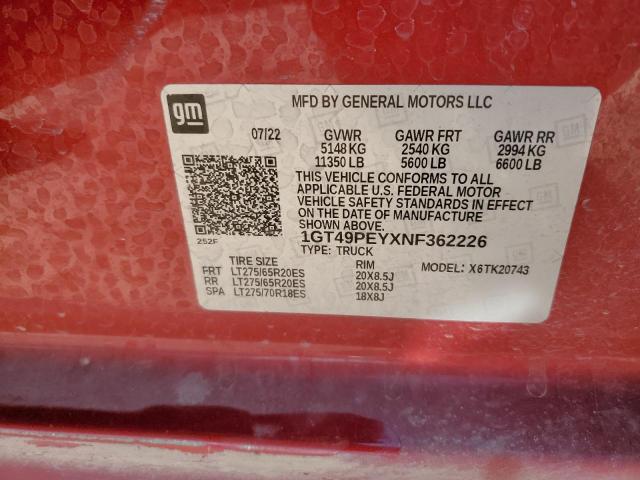 gm
MFD BY GENERAL MOTORS LLC
07/22 GVWR GAWR FRT GAWR RR
5148 KG 2540 KG 2994 KG
11350 LB 5600 LB 6600 LB
THIS VEHICLE CONFORMS TO ALL
APPLICABLE U.S. FEDERAL MOTOR
VEHICLE SAFETY STANDARDS IN EFFECT
ON THE DATE OF MANUFACTURE
SHOWN ABOVE.
252F 1GT49PEYXNF362226
TYPE: TRUCK
TIRE SIZE RIM MODEL: X6TK20743
FRT LT275/65R20ES 20X8.5J
RR LT275/65R20ES 20X8.5J
SPA LT275/70R18ES 18X8J